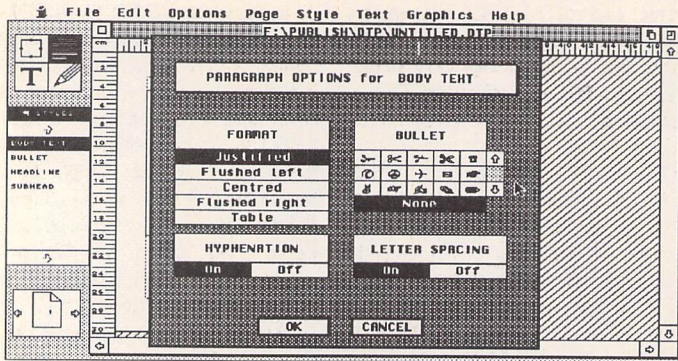 File Edit Options Page Style Text Graphics Help
F:\PUBLISH\DTP\UNTITLED.DTP
cm
T
STYLES
BODY TEXT
BULLET
HEADLINE
SUBHEAD
PARAGRAPH OPTIONS for BODY TEXT
FORMAT
Justified
Flushed left
Centred
Flushed right
Table
BULLET
None
HYPHENATION
On Off
LETTER SPACING
On Off
OK CANCEL